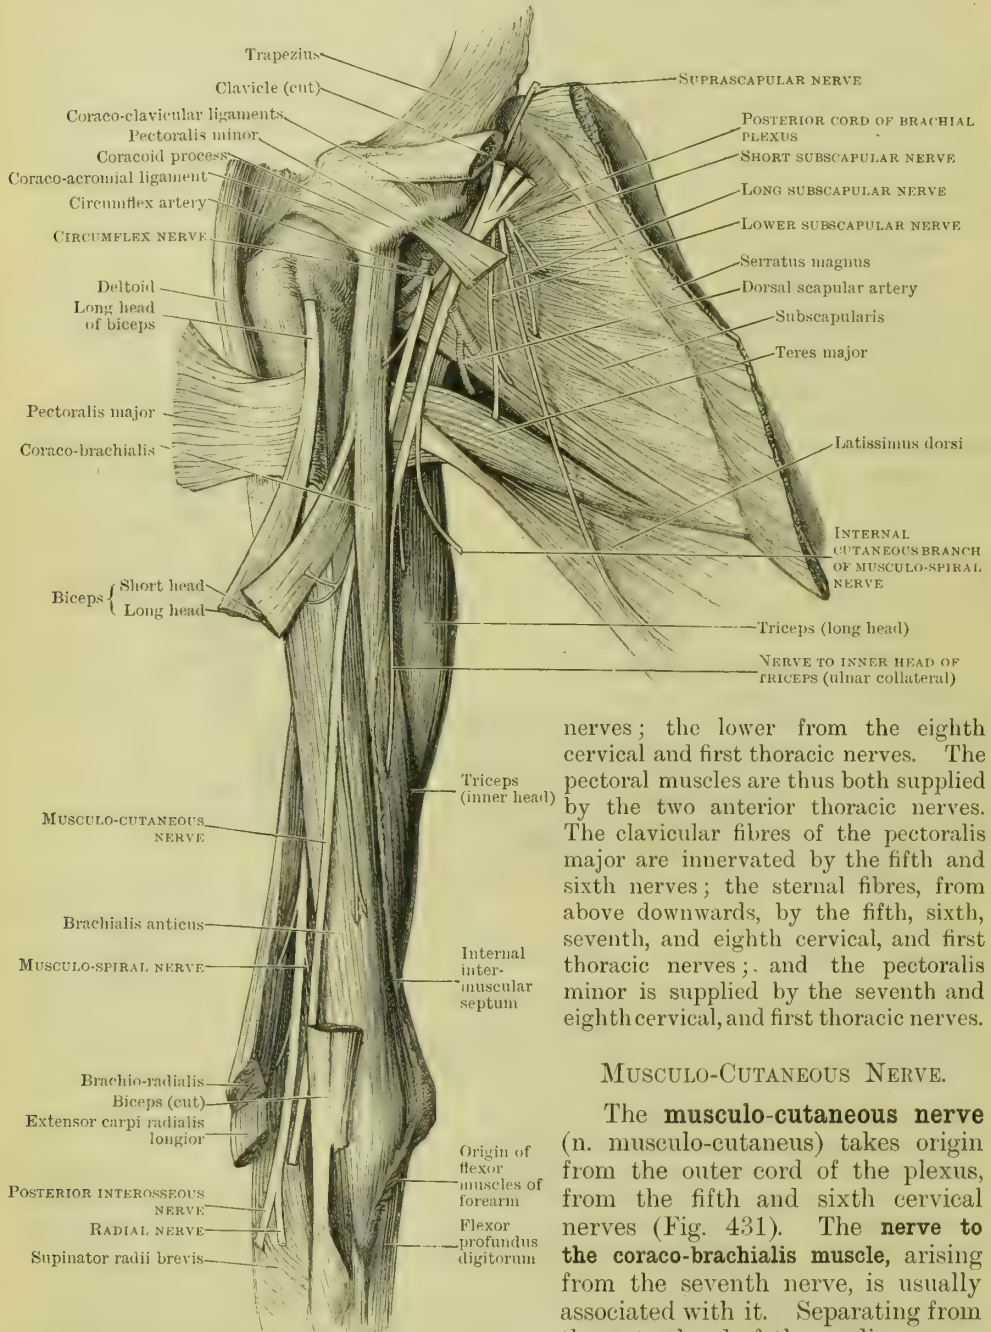 Trapezius
Clavicle (cut)
Coraco-clavicular ligaments
Pectoralis minor
Coracoid process
Coraco-acromial ligament
Circumflex artery
CIRCUMFLEX NERVE
Deltoid
Long head
of biceps
Pectoralis major
Coraco-brachialis
Biceps
Short head
Long head
MUSCULO-CUTANEOUS
NERVE
Brachialis anticus
MUSCULO-SPIRAL NERVE
Brachio-radialis
Biceps (cut)
Extensor carpi radialis
longior
POSTERIOR INTEROSSEOUS
NERVE
RADIAL NERVE
Supinator radii brevis
SUPRASCAPULAR NERVE
POSTERIOR CORD OF BRACHIAL
PLEXUS
SHORT SUBSCAPULAR NERVE
LONG SUBSCAPULAR NERVE
LOWER SUBSCAPULAR NERVE
Serratus magnus
Dorsal scapular artery
Subscapularis
Teres major
Latissimus dorsi
INTERNAL
CUTANEOUS BRANCH
OF MUSCULO-SPIRAL
NERVE
Triceps (long head)
NERVE TO INNER HEAD OF
TRICEPS (ulnar collateral)
Triceps
(inner head)
Internal
inter-
muscular
septum
Origin of
flexor
muscles of
forearm
Flexor
profundus
digitorum
nerves; the lower from the eighth
cervical and first thoracic nerves. The
pectoral muscles are thus both supplied
by the two anterior thoracic nerves.
The clavicular fibres of the pectoralis
major are innervated by the fifth and
sixth nerves; the sternal fibres, from
above downwards, by the fifth, sixth,
seventh, and eighth cervical, and first
thoracic nerves;. and the pectoralis
minor is supplied by the seventh and
eighth cervical, and first thoracic nerves.
MUSCULO-CUTANEOUS NERVE.
The musculo-cutaneous nerve
(n. musculo-cutaneus) takes origin
from the outer cord of the plexus,
from the fifth and sixth cervical
nerves (Fig. 431). The nerve to
the coraco-brachialis muscle, arising
from the seventh nerve, is usually
associated with it. Separating from